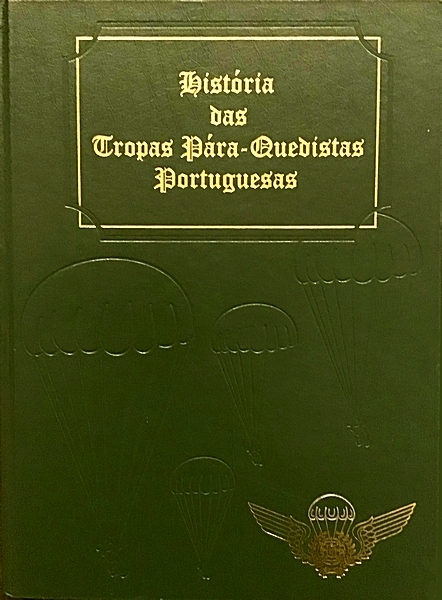 História
das
Tropas Pára-Quedistas
Portuguesas